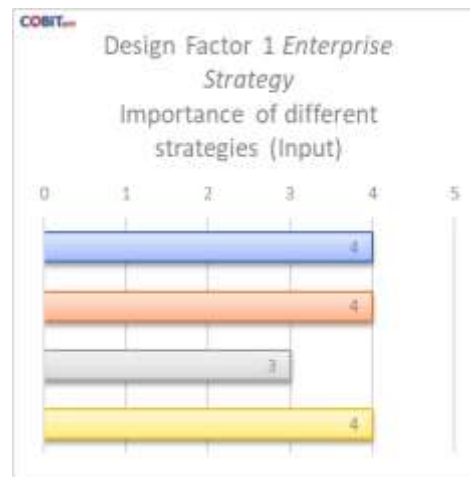 COBIT
Design Factor 1 Enterprise
Strategy
Importance of different
strategies (Input)
0 1 2 3 4 5
4
4
3
4